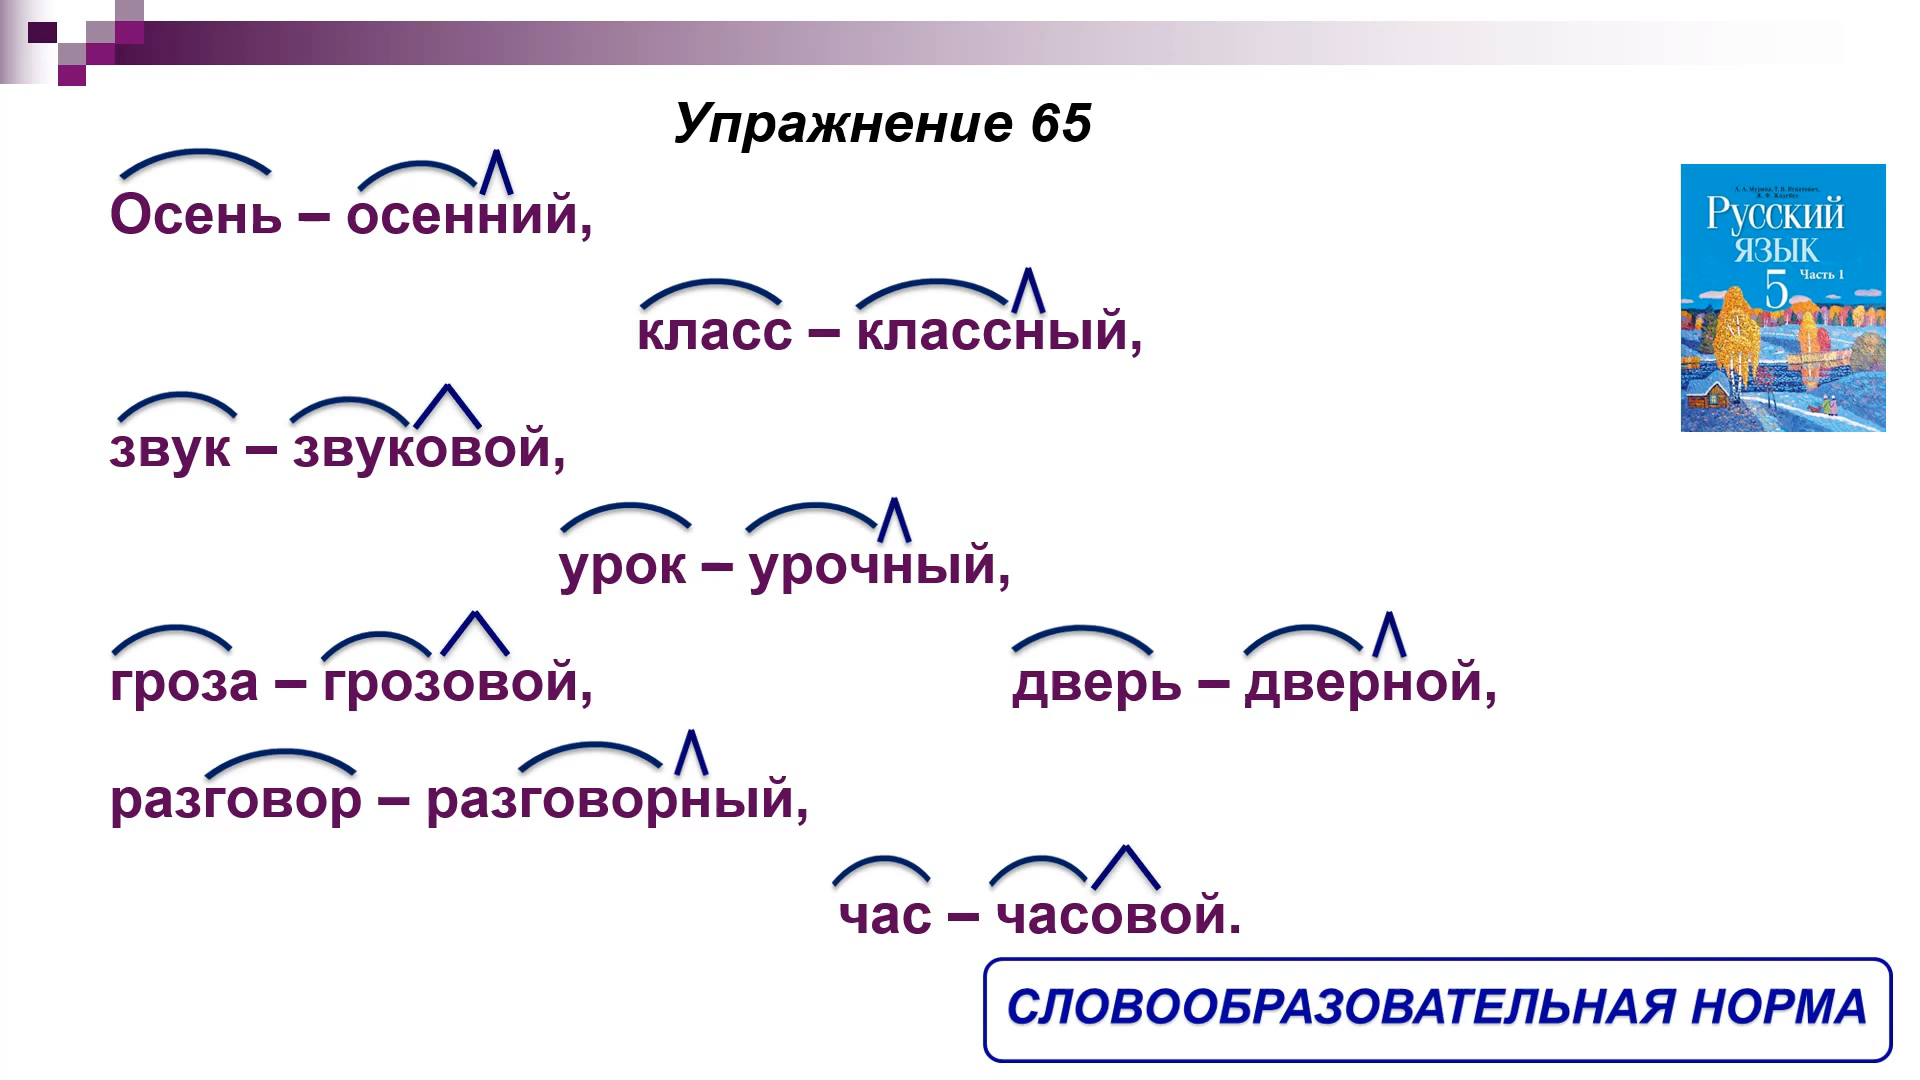 Упражнение 65
Осень – осенний,
класс – классный,
звук – звуковой,
урок – урочный,
гроза – грозовой,
дверь – дверной,
разговор – разговорный,
час – часовой.
СЛОВООБРАЗОВАТЕЛЬНАЯ НОРМА
Русский
язык
5 Часть 1